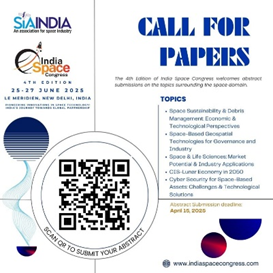 SIAINDIA
An association for space industry
India
Space
Congress
4TH EDITION
25-27 JUNE 2025
LE MERIDIEN, NEW DELHI, INDIA
CALL FOR
PAPERS
The 4th Edition of India Space Congress welcomes abstract
submissions on the topics surrounding the space domain.
TOPICS
Space Sustainability & Debris
Management: Economic &
Technological Perspectives
Space-Based Geospatial
Technologies for Governance and
Industry
Space & Life Sciences: Market
Potential & Industry Applications
Cis-Lunar Economy in 2050
Cyber Security for Space-Based
Assets: Challenges & Technological
Solutions
Abstract Submission deadline:
April 15, 2025
SCAN QR TO SUBMIT YOUR ABSTRACT
www.indiaspacecongress.com